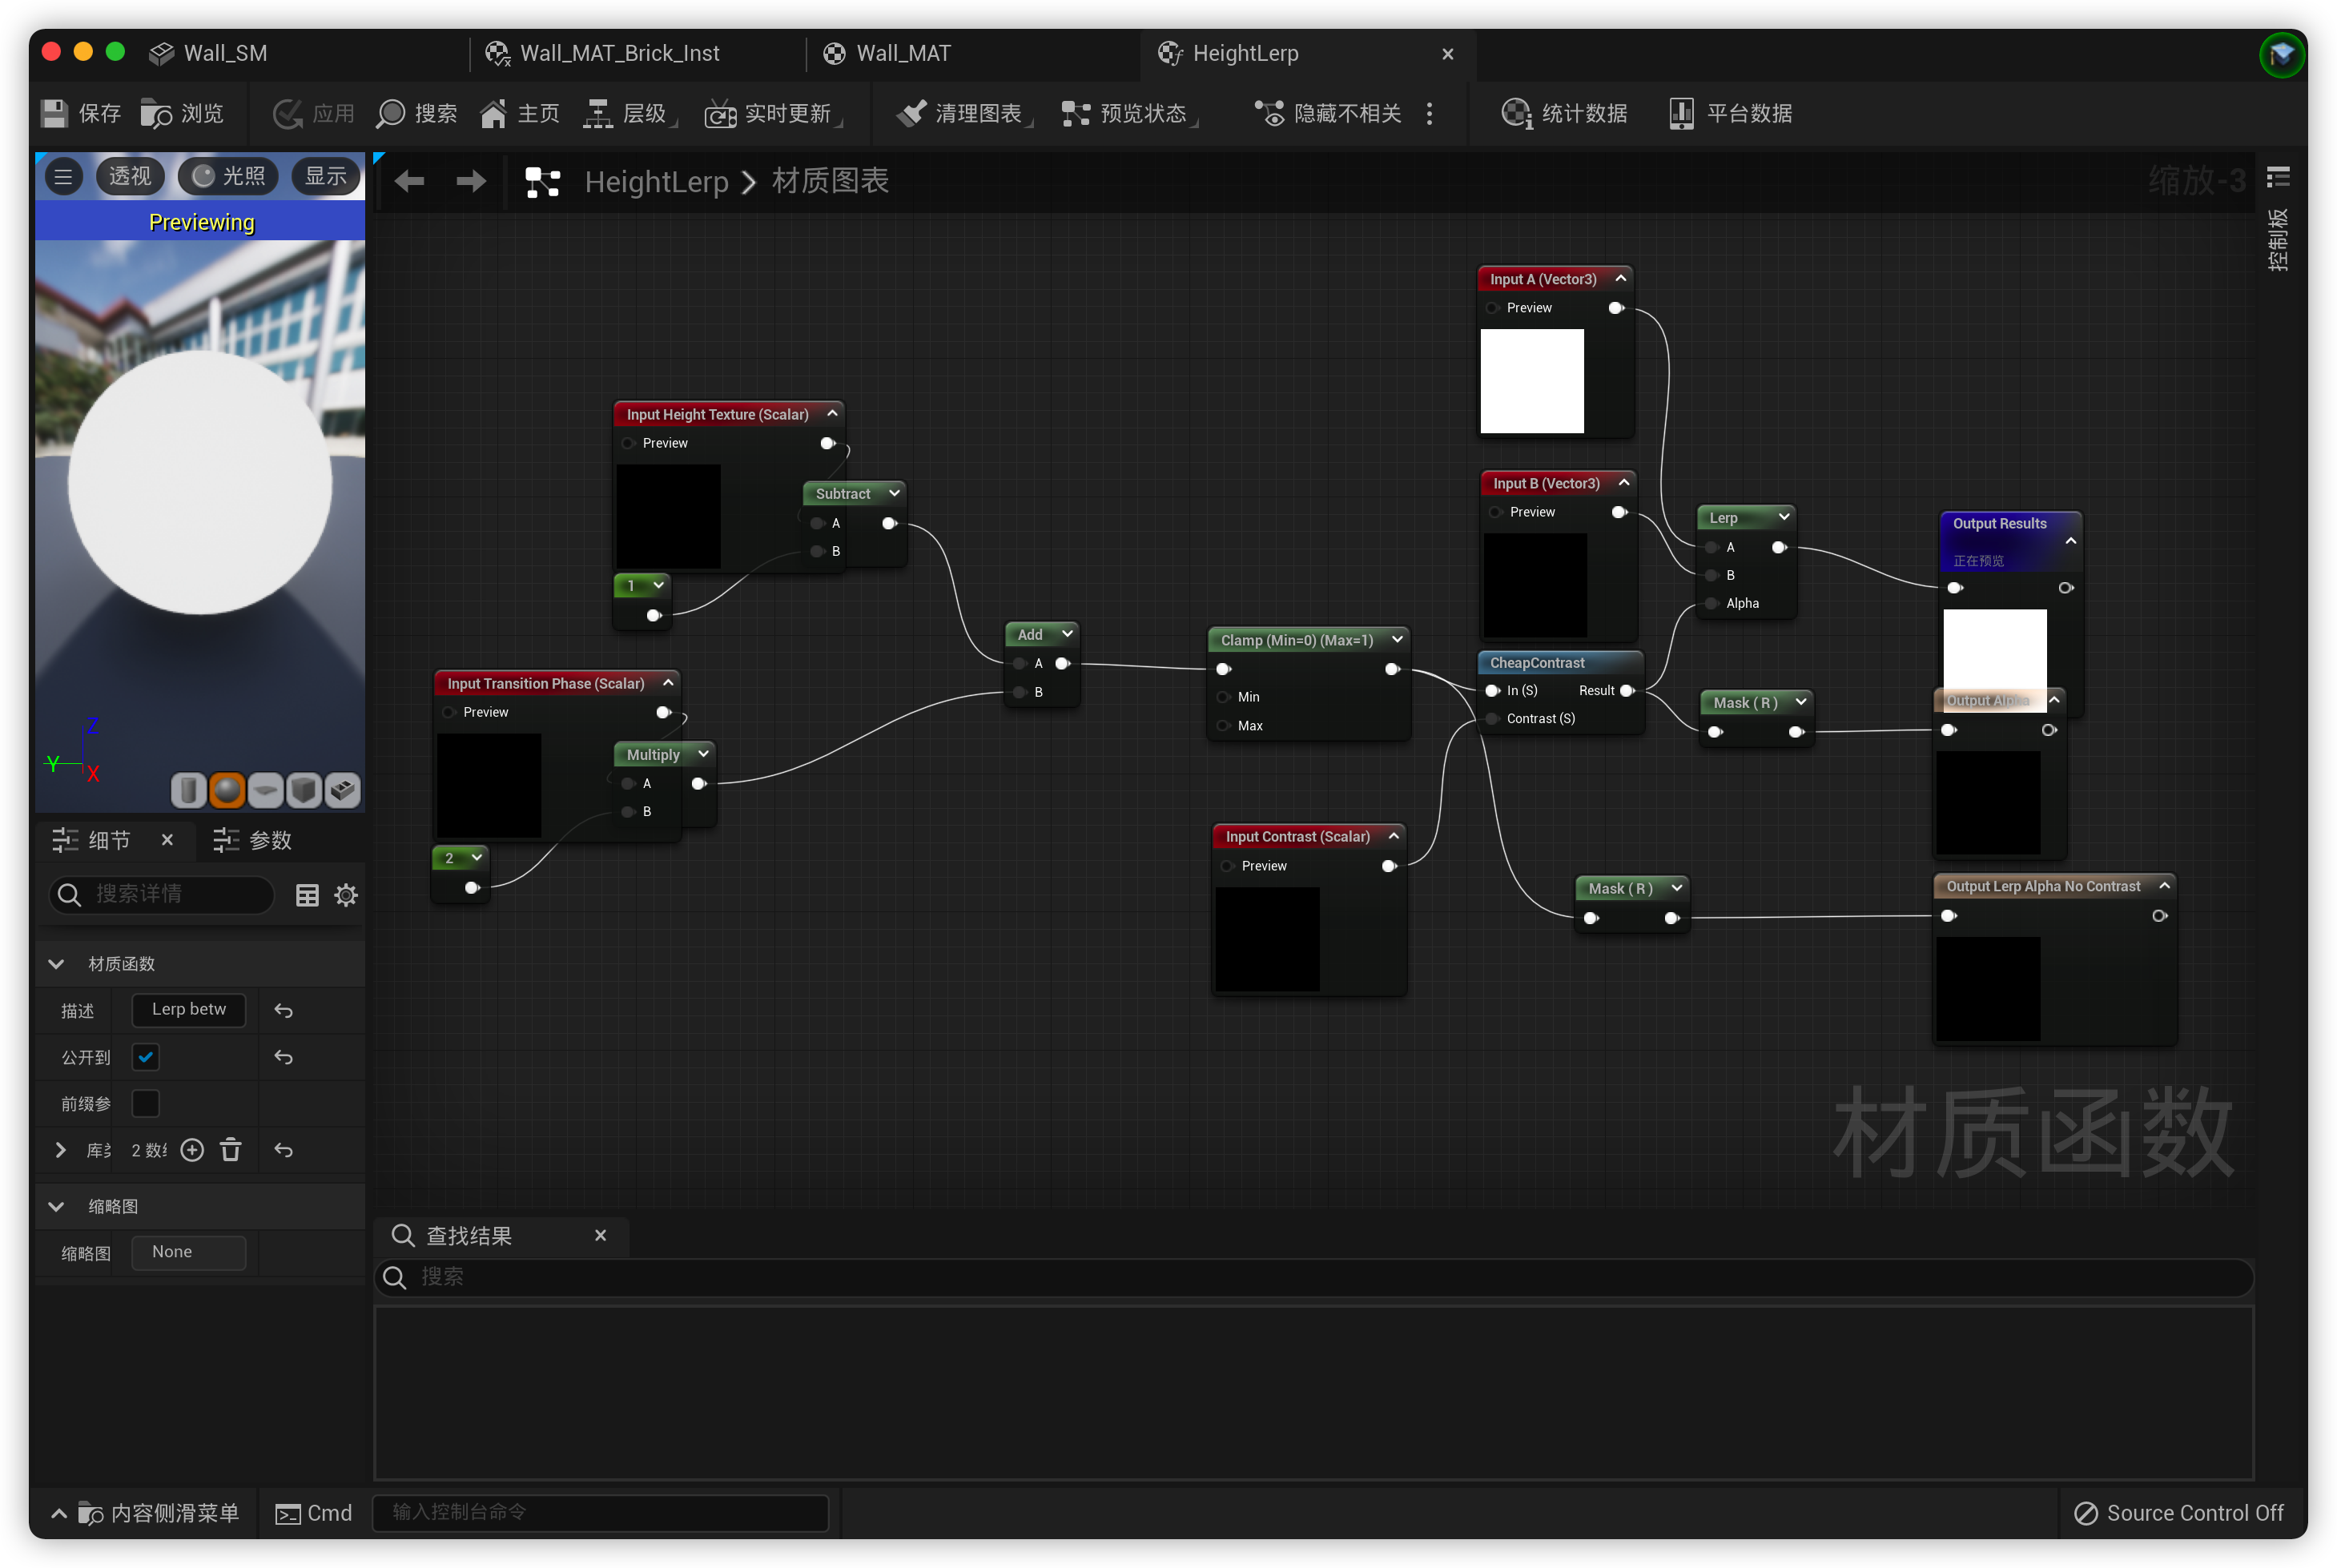 Wall_SM
Wall_MAT_Brick_Inst
Wall_MAT
HeightLerp
保存
浏览
应用
搜索
主页
层级
实时更新
清理图表
预览状态
隐藏不相关
统计数据
平台数据
透视
光照
显示
Previewing
HeightLerp
材质图表
缩放-3
控制板
Input A (Vector3)
Preview
Input Height Texture (Scalar)
Preview
Subtract
A
B
1
Input B (Vector3)
Preview
Lerp
A
B
Alpha
Output Results
正在预览
Add
A
B
Clamp (Min=0) (Max=1)
Min
Max
CheapContrast
In (S)
Result
Contrast (S)
Mask ( R )
Output Alpha
Input Transition Phase (Scalar)
Preview
Multiply
A
B
2
Input Contrast (Scalar)
Preview
Mask ( R )
Output Lerp Alpha No Contrast
Z
Y
X
细节
参数
搜索详情
材质函数
描述
Lerp betw
公开到
前缀参
库
2 数
缩略图
缩略图
None
材质函数
查找结果
搜索
内容侧滑菜单
Cmd
输入控制台命令
Source Control Off